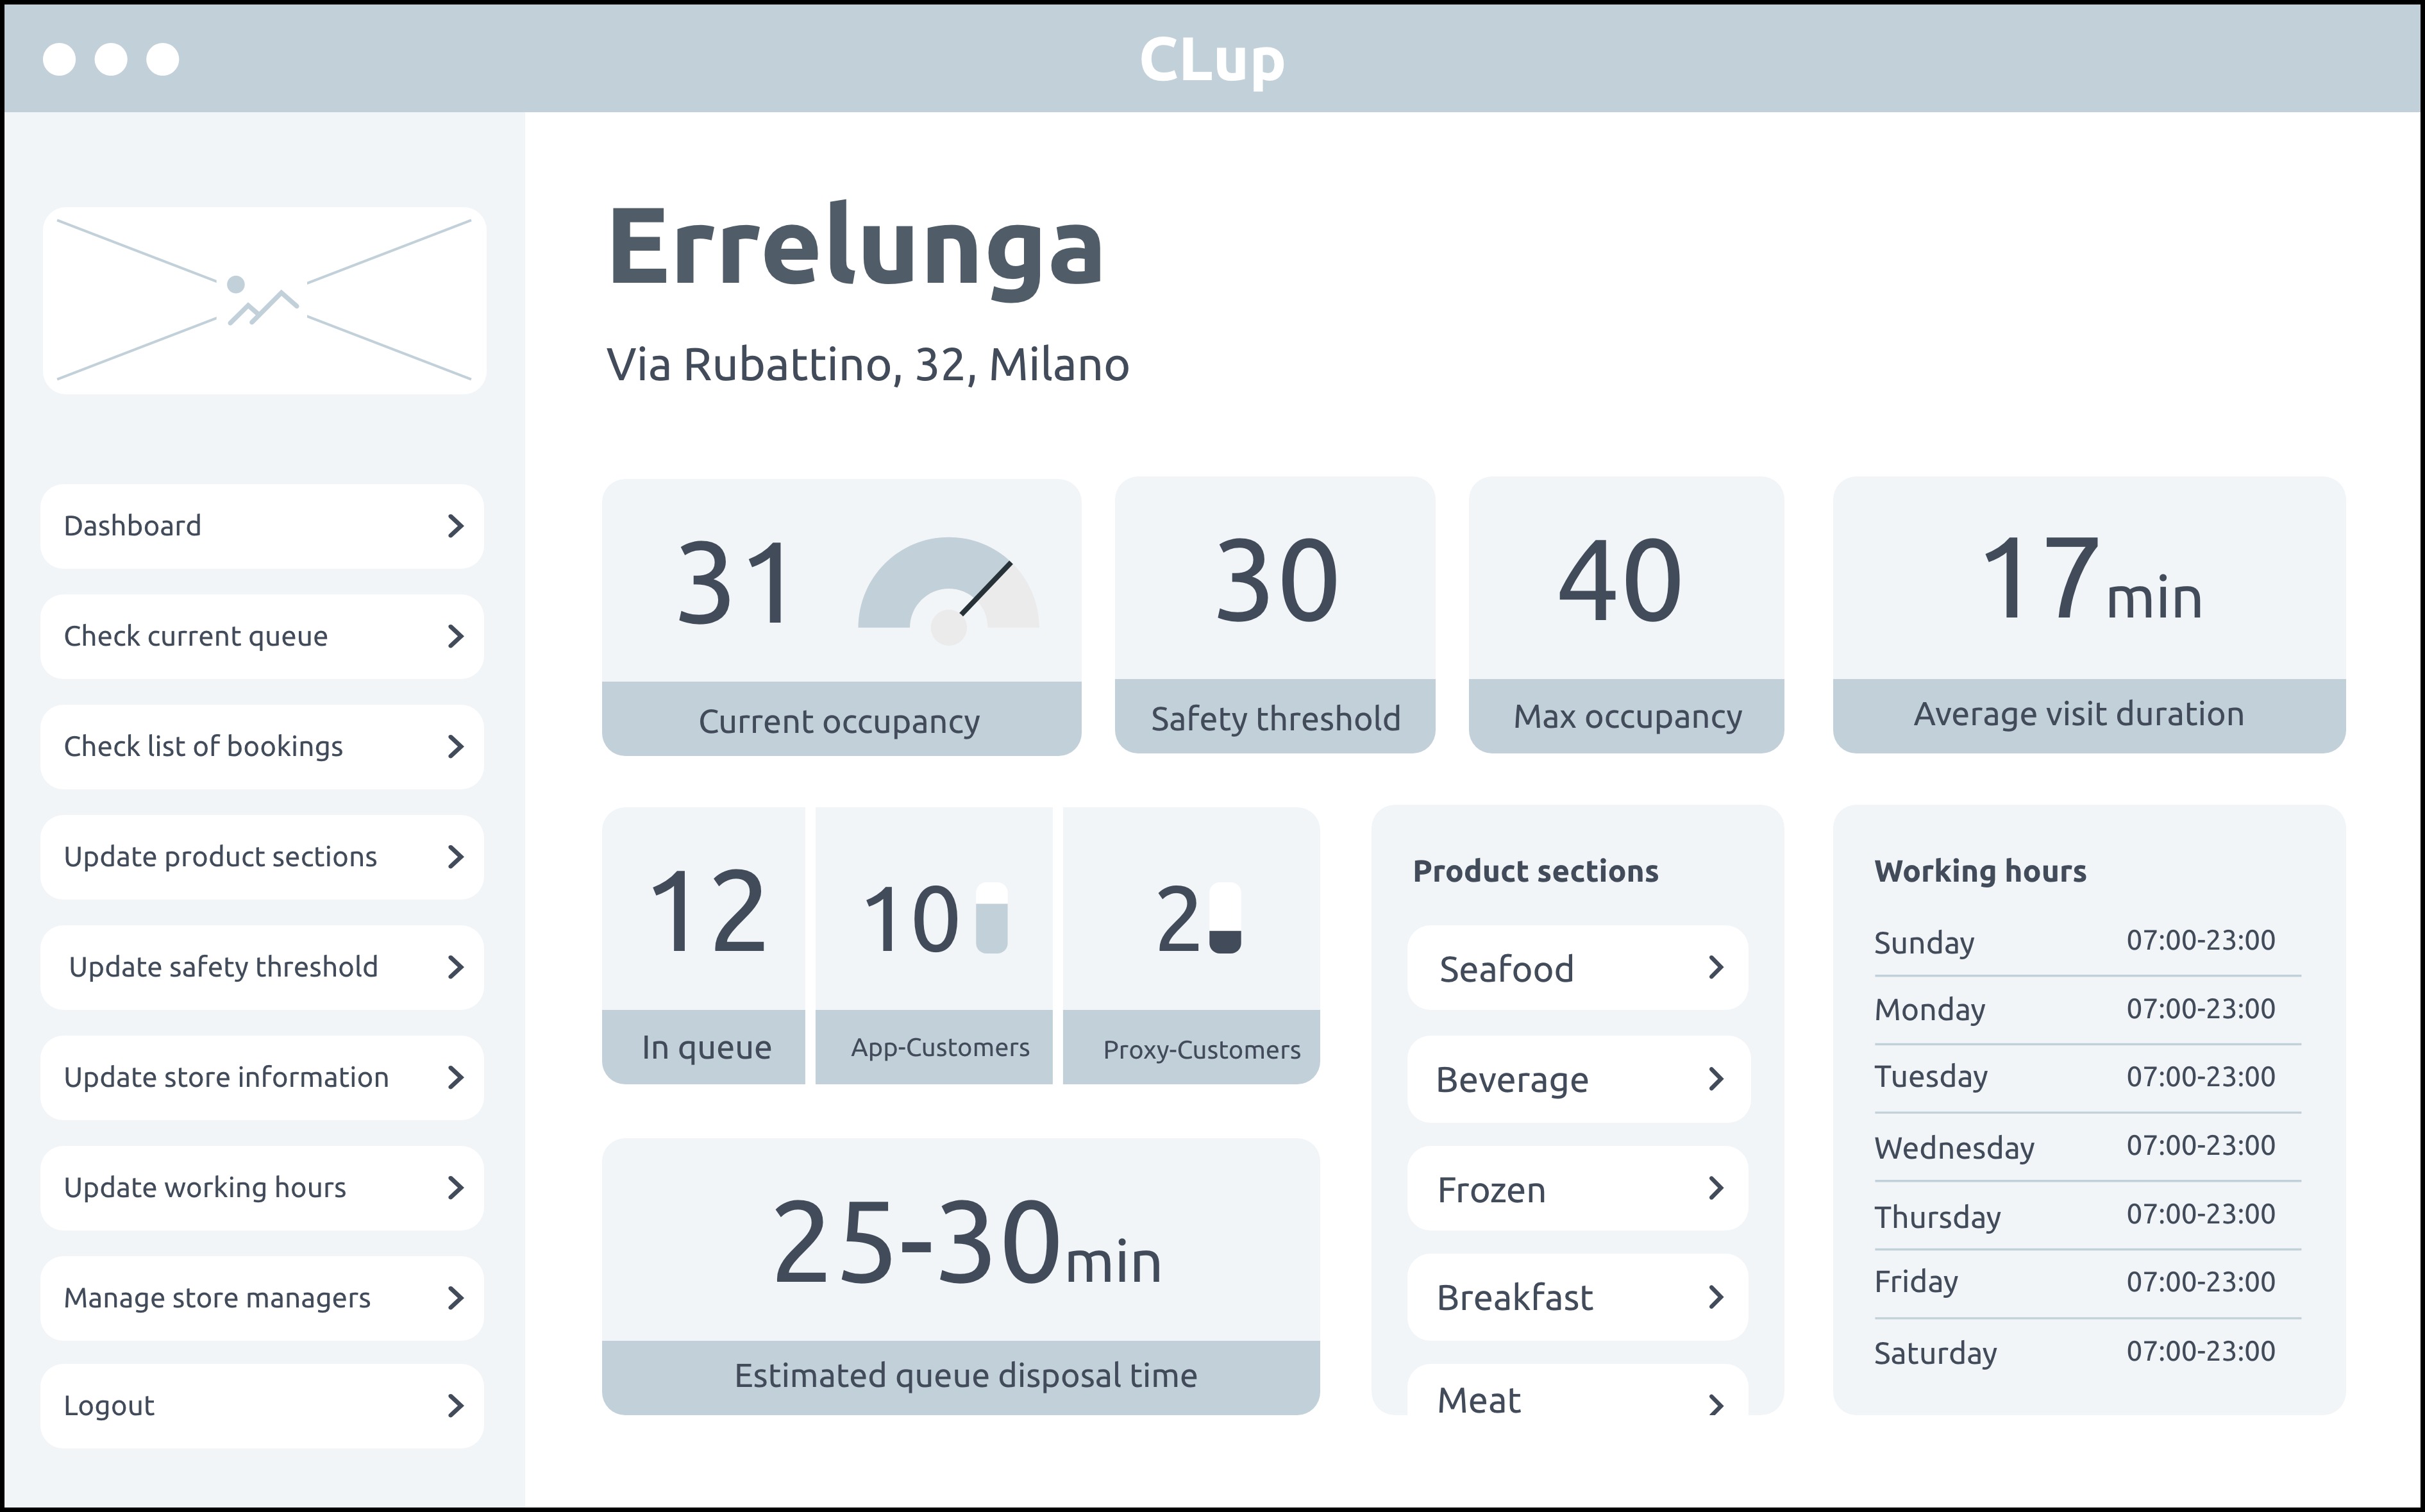 CLup
Errelunga
Via Rubattino, 32, Milano
Dashboard
Check current queue
Check list of bookings
Update product sections
Update safety threshold
Update store information
Update working hours
Manage store managers
Logout
31
Current occupancy
30
Safety threshold
40
Max occupancy
17min
Average visit duration
12
In queue
10
App-Customers
2
Proxy-Customers
25-30min
Estimated queue disposal time
Product sections
Seafood
Beverage
Frozen
Breakfast
Meat
Working hours
Sunday 07:00-23:00
Monday 07:00-23:00
Tuesday 07:00-23:00
Wednesday 07:00-23:00
Thursday 07:00-23:00
Friday 07:00-23:00
Saturday 07:00-23:00